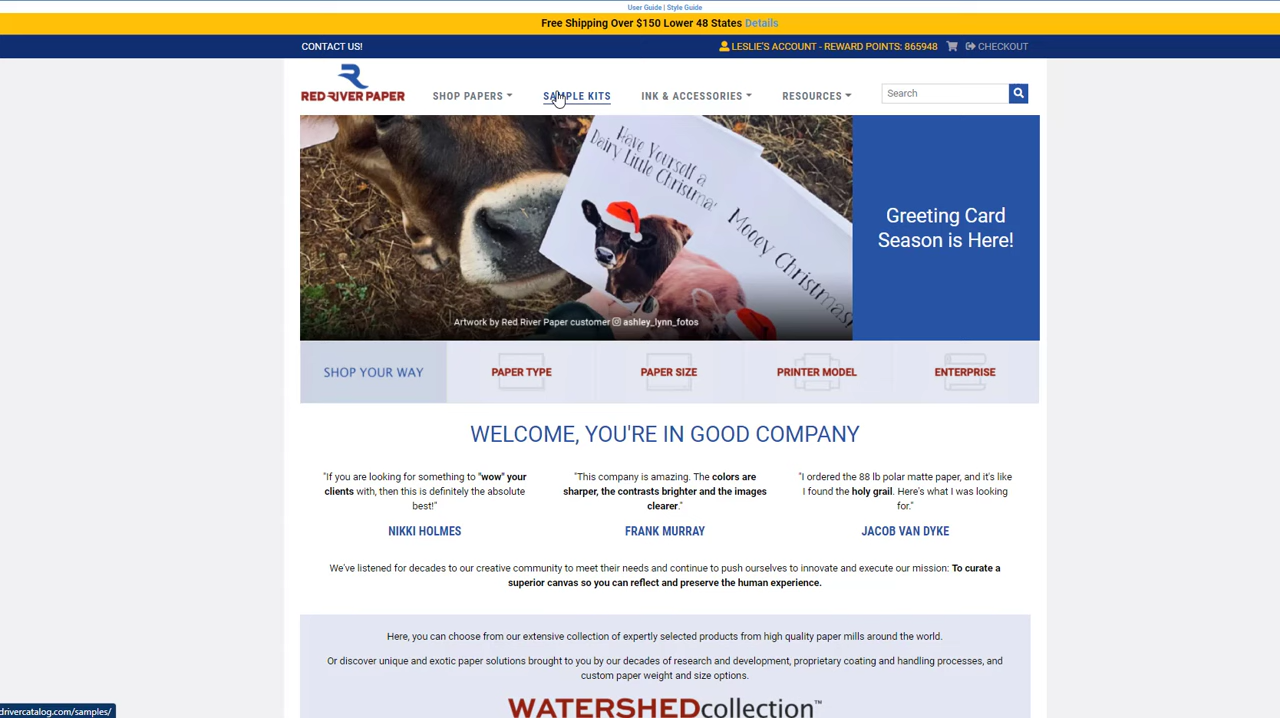 User Guide | Style Guide
Free Shipping Over $150 Lower 48 States Details
CONTACT US!
LESLIE'S ACCOUNT - REWARD POINTS: 865948
CHECKOUT
RED RIVER PAPER
SHOP PAPERS
SAMPLE KITS
INK & ACCESSORIES
RESOURCES
Search
Have Yourself a
Dairy Little Christmas
Mooey Christmas
Greeting Card
Season is Here!
Artwork by Red River Paper customer ashley_lynn_fotos
SHOP YOUR WAY
PAPER TYPE
PAPER SIZE
PRINTER MODEL
ENTERPRISE
WELCOME, YOU'RE IN GOOD COMPANY
"If you are looking for something to "wow" your
clients with, then this is definitely the absolute
best!"
NIKKI HOLMES
"This company is amazing. The colors are
sharper, the contrasts brighter and the images
clearer."
FRANK MURRAY
"I ordered the 88 lb polar matte paper, and it's like
I found the holy grail. Here's what I was looking
for."
JACOB VAN DYKE
We've listened for decades to our creative community to meet their needs and continue to push ourselves to innovate and execute our mission: To curate a
superior canvas so you can reflect and preserve the human experience.
Here, you can choose from our extensive collection of expertly selected products from high quality paper mills around the world.
Or discover unique and exotic paper solutions brought to you by our decades of research and development, proprietary coating and handling processes, and
custom paper weight and size options.
WATERSHEDcollection™
drivercatalog.com/samples/